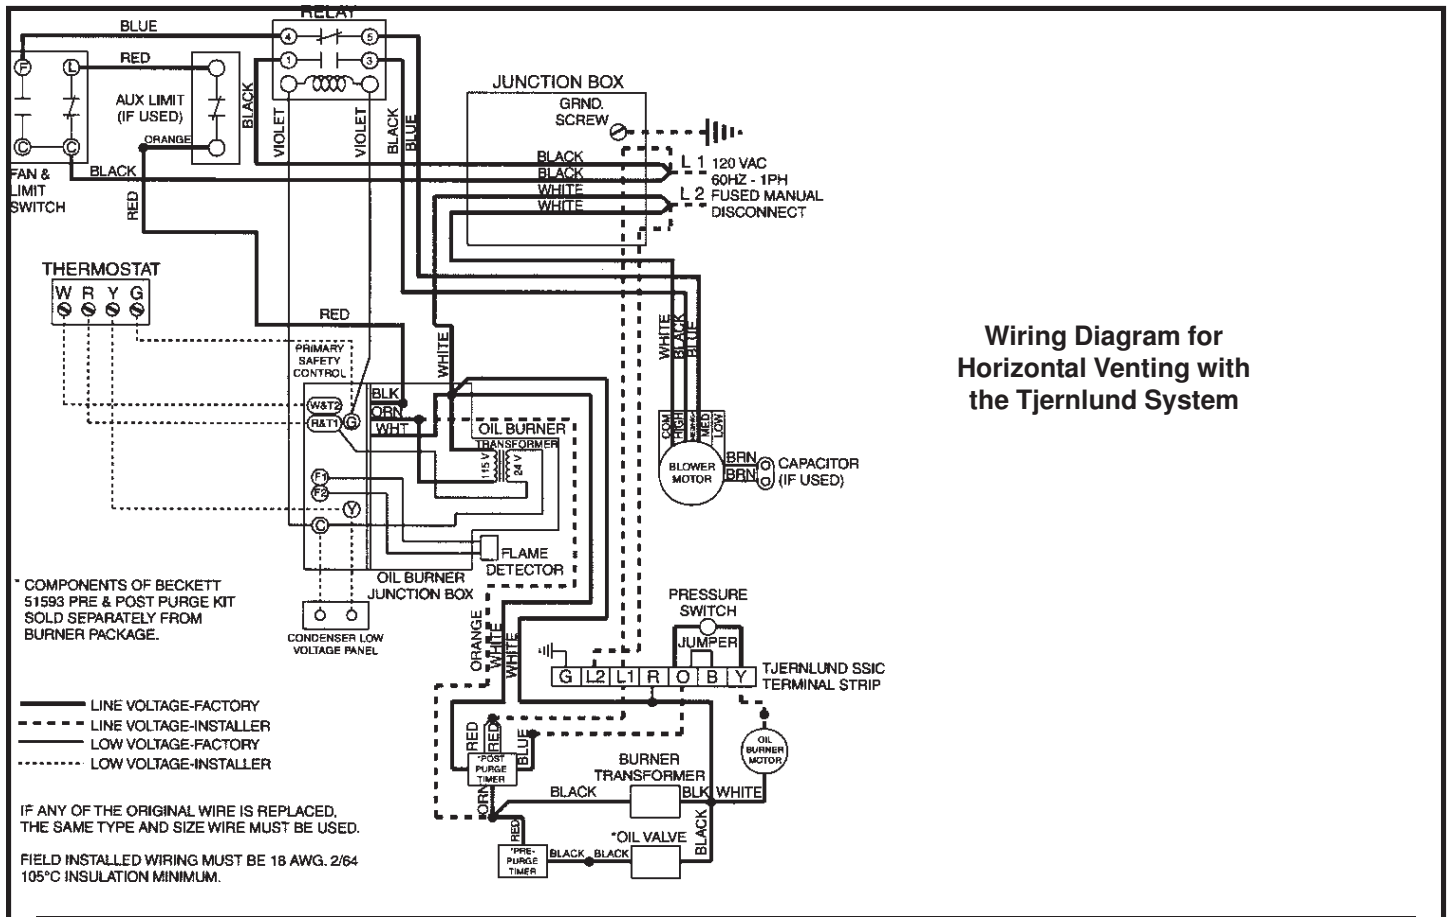 RELAY
BLUE
4
5
F
L
RED
1
3
JUNCTION BOX
AUX LIMIT
(IF USED)
BLACK
VIOLET
VIOLET
BLACK
BLUE
GRND.
SCREW
ORANGE
C
C
BLACK
BLACK
WHITE
WHITE
L 1 120 VAC
60HZ - 1PH
L 2 FUSED MANUAL
DISCONNECT
FAN &
LIMIT
SWITCH
BLACK
RED
THERMOSTAT
W R Y G
RED
PRIMARY
SAFETY
CONTROL
WHITE
WHITE
BLACK
BLUE
Wiring Diagram for
Horizontal Venting with
the Tjernlund System
BLK
ORN
WHT
W&T2
R&T1
G
OIL BURNER
TRANSFORMER
115 V
24 V
COM
HIGH
MED
LOW
BLOWER
MOTOR
BRN
BRN
CAPACITOR
(IF USED)
F1
F2
Y
C
FLAME
DETECTOR
OIL BURNER
JUNCTION BOX
* COMPONENTS OF BECKETT
51593 PRE & POST PURGE KIT
SOLD SEPARATELY FROM
BURNER PACKAGE.
CONDENSER LOW
VOLTAGE PANEL
ORANGE
WHITE
WHITE
PRESSURE
SWITCH
JUMPER
G L2 L1 R O B Y
TJERNLUND SSIC
TERMINAL STRIP
LINE VOLTAGE-FACTORY
LINE VOLTAGE-INSTALLER
LOW VOLTAGE-FACTORY
LOW VOLTAGE-INSTALLER
RED
RED
BLUE
*POST
PURGE
TIMER
OIL
BURNER
MOTOR
BURNER
TRANSFORMER
ORN
BLACK
BLK
WHITE
IF ANY OF THE ORIGINAL WIRE IS REPLACED,
THE SAME TYPE AND SIZE WIRE MUST BE USED.
RED
*OIL VALVE
BLACK
*PRE-
PURGE
TIMER
BLACK
BLACK
FIELD INSTALLED WIRING MUST BE 18 AWG. 2/64
105°C INSULATION MINIMUM.